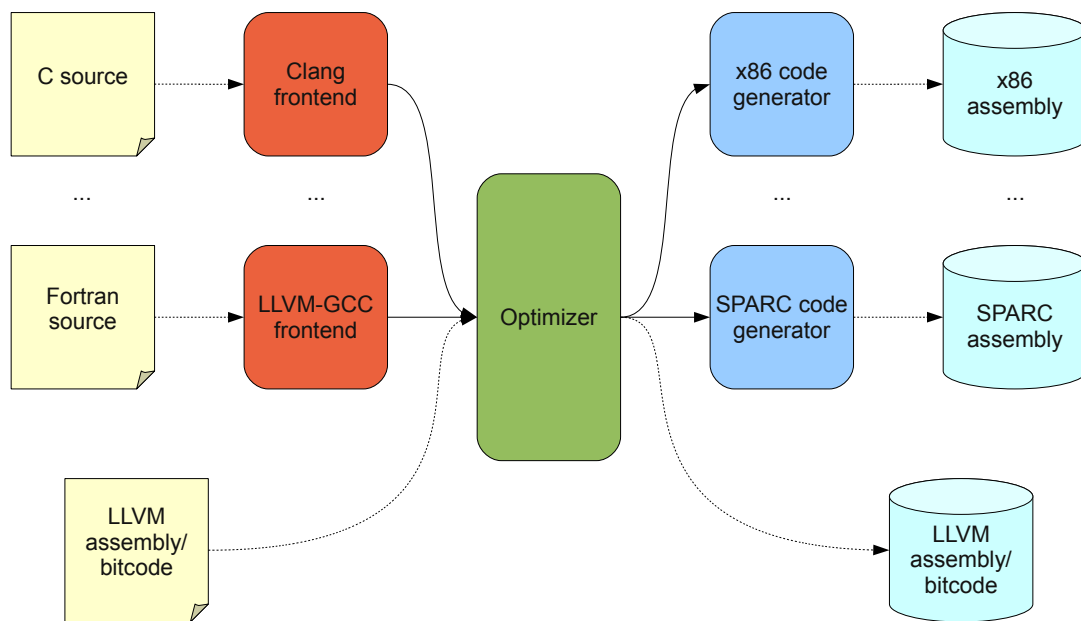 C source
Clang
frontend
x86 code
generator
x86
assembly
...
...
...
...
Fortran
source
LLVM-GCC
frontend
Optimizer
SPARC code
generator
SPARC
assembly
LLVM
assembly/
bitcode
LLVM
assembly/
bitcode